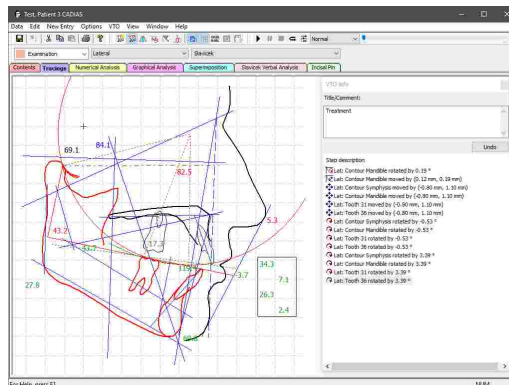 Test, Patient 3 CADIAS
Data Edit New Entry Options VTO View Window Help
Normal
Examination Lateral Slavicek
Contents Tracings Numerical Analysis Graphical Analysis Superimposition Slavicek Verbal Analysis Incisal Pin
VTO Info
Title/Comment:
Treatment
Undo
Step description
Lat: Contour Mandible rotated by 0.19 °
Lat: Contour Mandible moved by (0.12 mm, 0.19 mm)
Lat: Contour Symphysis moved by (-0.80 mm, 1.10 mm)
Lat: Contour Mandible moved by (-0.80 mm, 1.10 mm)
Lat: Tooth 31 moved by (-0.80 mm, 1.10 mm)
Lat: Tooth 36 moved by (-0.80 mm, 1.10 mm)
Lat: Contour Symphysis rotated by -0.53 °
Lat: Contour Mandible rotated by -0.53 °
Lat: Tooth 31 rotated by -0.53 °
Lat: Tooth 36 rotated by -0.53 °
Lat: Contour Symphysis rotated by 3.39 °
Lat: Contour Mandible rotated by 3.39 °
Lat: Tooth 31 rotated by 3.39 °
Lat: Tooth 36 rotated by 3.39 °
69.1
84.1
82.5
43.2
5.3
17.3
3.7
27.8
34.3
7.1
26.3
2.4
For Help, press F1
NUM